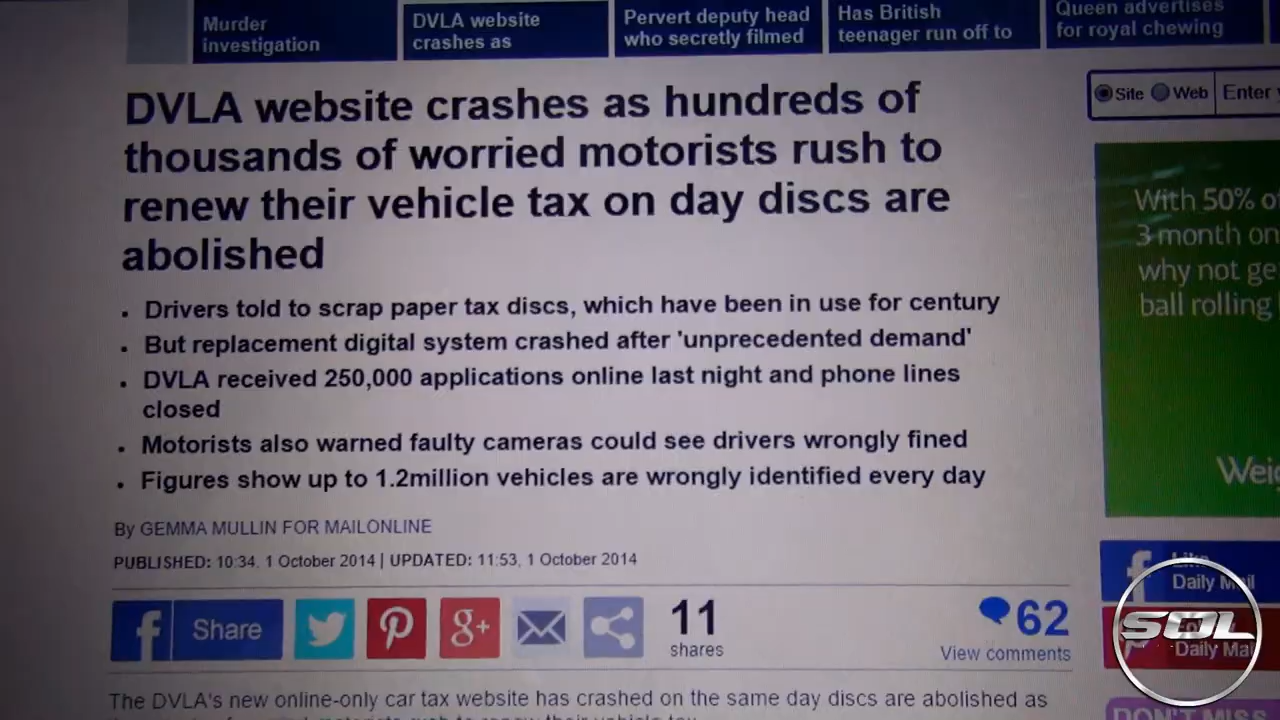 Murder
investigation
DVLA website
crashes as
Pervert deputy head
who secretly filmed
Has British
teenager run off to
Queen advertises
for royal chewing
DVLA website crashes as hundreds of
thousands of worried motorists rush to
renew their vehicle tax on day discs are
abolished
Site Web Enter
With 50% o
3 month on
why not ge
ball rolling
Drivers told to scrap paper tax discs, which have been in use for century
But replacement digital system crashed after 'unprecedented demand'
DVLA received 250,000 applications online last night and phone lines
closed
Motorists also warned faulty cameras could see drivers wrongly fined
Figures show up to 1.2million vehicles are wrongly identified every day
Weig
By GEMMA MULLIN FOR MAILONLINE
PUBLISHED: 10:34, 1 October 2014 | UPDATED: 11:53, 1 October 2014
Share
g+
11
shares
62
View comments
Like
Daily Mail
Daily Mai
SOL
The DVLA's new online-only car tax website has crashed on the same day discs are abolished as
DON'T MISS